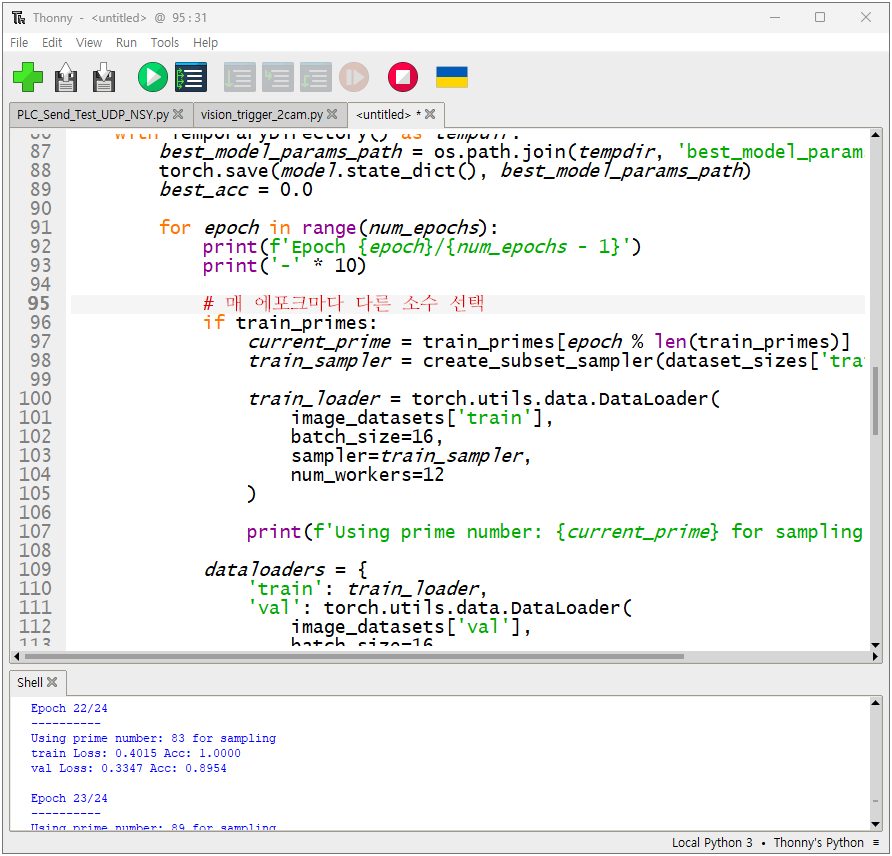 Thonny - <untitled> @ 95:31
File Edit View Run Tools Help
PLC_Send_Test_UDP_NSY.py vision_trigger_2cam.py <untitled> *
86 with TemporaryDirectory() as tempdir:
87 best_model_params_path = os.path.join(tempdir, 'best_model_params
88 torch.save(model.state_dict(), best_model_params_path)
89 best_acc = 0.0
90
91 for epoch in range(num_epochs):
92 print(f'Epoch {epoch}/{num_epochs - 1}')
93 print('-' * 10)
94
95 # 매 에포크마다 다른 소수 선택
96 if train_primes:
97 current_prime = train_primes[epoch % len(train_primes)]
98 train_sampler = create_subset_sampler(dataset_sizes['tra
99
100 train_loader = torch.utils.data.DataLoader(
101 image_datasets['train'],
102 batch_size=16,
103 sampler=train_sampler,
104 num_workers=12
105 )
106
107 print(f'Using prime number: {current_prime} for sampling
108
109 dataloaders = {
110 'train': train_loader,
111 'val': torch.utils.data.DataLoader(
112 image_datasets['val'],
113 batch_size=16
Shell
Epoch 22/24
----------
Using prime number: 83 for sampling
train Loss: 0.4015 Acc: 1.0000
val Loss: 0.3347 Acc: 0.8954
Epoch 23/24
----------
Using prime number: 89 for sampling
Local Python 3 • Thonny's Python ≡